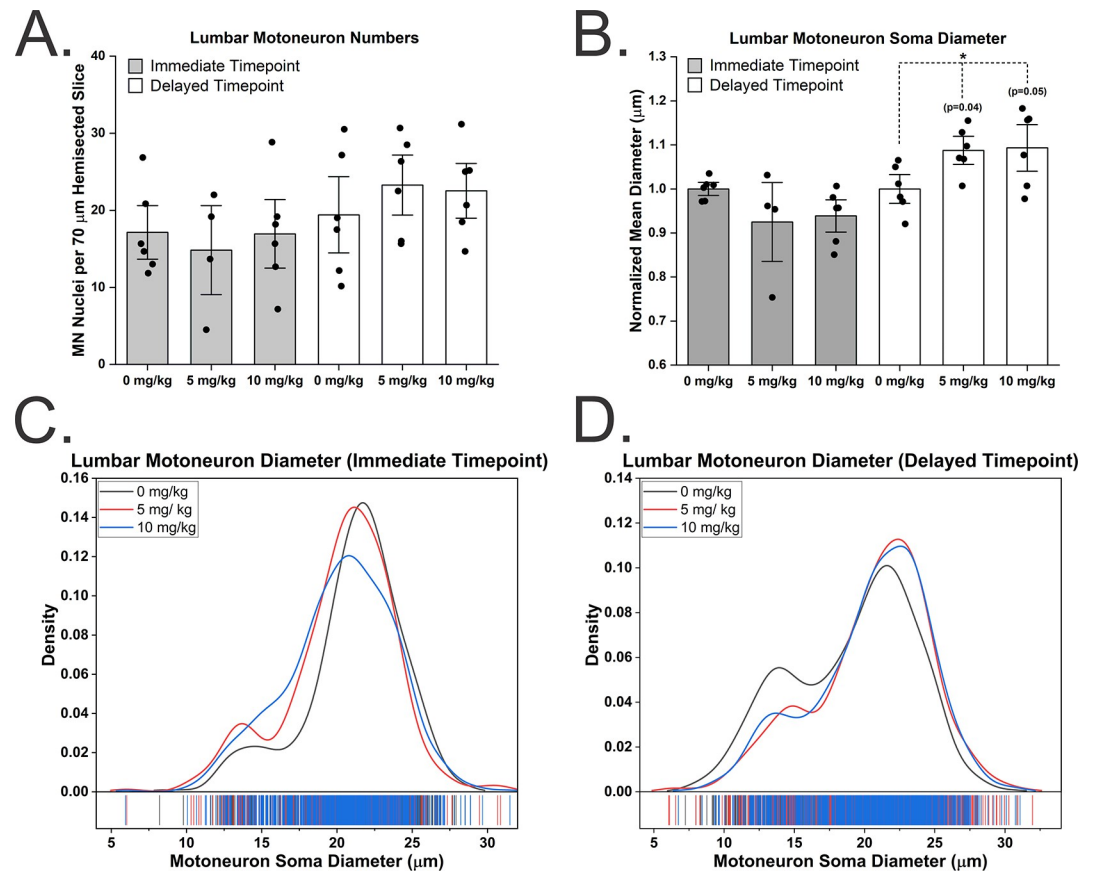 A.
Lumbar Motoneuron Numbers
MN Nuclei per 70 μm Hemisected Slice
40
30
20
10
0
Immediate Timepoint
Delayed Timepoint
0 mg/kg
5 mg/kg
10 mg/kg
0 mg/kg
5 mg/kg
10 mg/kg
B.
Lumbar Motoneuron Soma Diameter
Normalized Mean Diameter (μm)
1.3
1.2
1.1
1.0
0.9
0.8
0.7
0.6
Immediate Timepoint
Delayed Timepoint
*
(p=0.04)
(p=0.05)
0 mg/kg
5 mg/kg
10 mg/kg
0 mg/kg
5 mg/kg
10 mg/kg
C.
Lumbar Motoneuron Diameter (Immediate Timepoint)
Density
0.16
0.14
0.12
0.10
0.08
0.06
0.04
0.02
0.00
0 mg/kg
5 mg/ kg
10 mg/kg
5
10
15
20
25
30
Motoneuron Soma Diameter (μm)
D.
Lumbar Motoneuron Diameter (Delayed Timepoint)
Density
0.14
0.12
0.10
0.08
0.06
0.04
0.02
0.00
0 mg/kg
5 mg/ kg
10 mg/kg
5
10
15
20
25
30
Motoneuron Soma Diameter (μm)